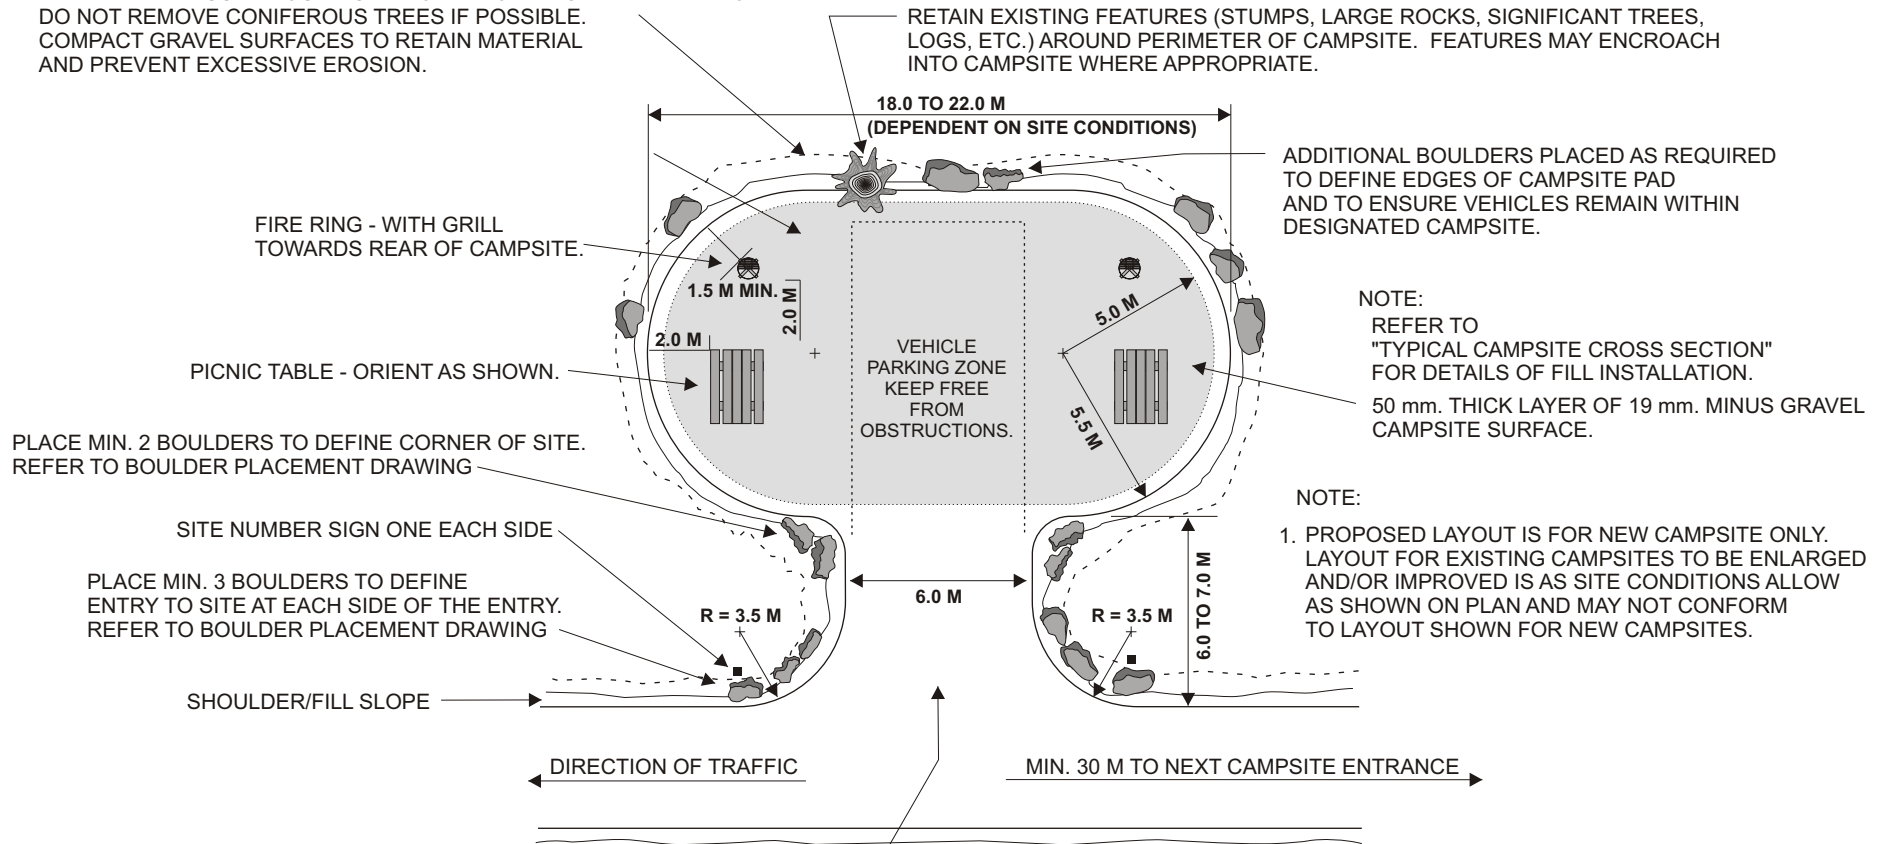 DO NOT REMOVE CONIFEROUS TREES IF POSSIBLE.
COMPACT GRAVEL SURFACES TO RETAIN MATERIAL
AND PREVENT EXCESSIVE EROSION.
RETAIN EXISTING FEATURES (STUMPS, LARGE ROCKS, SIGNIFICANT TREES,
LOGS, ETC.) AROUND PERIMETER OF CAMPSITE. FEATURES MAY ENCROACH
INTO CAMPSITE WHERE APPROPRIATE.
18.0 TO 22.0 M
(DEPENDENT ON SITE CONDITIONS)
ADDITIONAL BOULDERS PLACED AS REQUIRED
TO DEFINE EDGES OF CAMPSITE PAD
AND TO ENSURE VEHICLES REMAIN WITHIN
DESIGNATED CAMPSITE.
FIRE RING - WITH GRILL
TOWARDS REAR OF CAMPSITE.
1.5 M MIN.
2.0 M
2.0 M
5.0 M
5.5 M
VEHICLE
PARKING ZONE
KEEP FREE
FROM
OBSTRUCTIONS.
NOTE:
REFER TO
"TYPICAL CAMPSITE CROSS SECTION"
FOR DETAILS OF FILL INSTALLATION.
50 mm. THICK LAYER OF 19 mm. MINUS GRAVEL
CAMPSITE SURFACE.
PICNIC TABLE - ORIENT AS SHOWN.
PLACE MIN. 2 BOULDERS TO DEFINE CORNER OF SITE.
REFER TO BOULDER PLACEMENT DRAWING
SITE NUMBER SIGN ONE EACH SIDE
PLACE MIN. 3 BOULDERS TO DEFINE
ENTRY TO SITE AT EACH SIDE OF THE ENTRY.
REFER TO BOULDER PLACEMENT DRAWING
SHOULDER/FILL SLOPE
R = 3.5 M
6.0 M
R = 3.5 M
6.0 TO 7.0 M
NOTE:
1. PROPOSED LAYOUT IS FOR NEW CAMPSITE ONLY.
LAYOUT FOR EXISTING CAMPSITES TO BE ENLARGED
AND/OR IMPROVED IS AS SITE CONDITIONS ALLOW
AS SHOWN ON PLAN AND MAY NOT CONFORM
TO LAYOUT SHOWN FOR NEW CAMPSITES.
DIRECTION OF TRAFFIC
MIN. 30 M TO NEXT CAMPSITE ENTRANCE